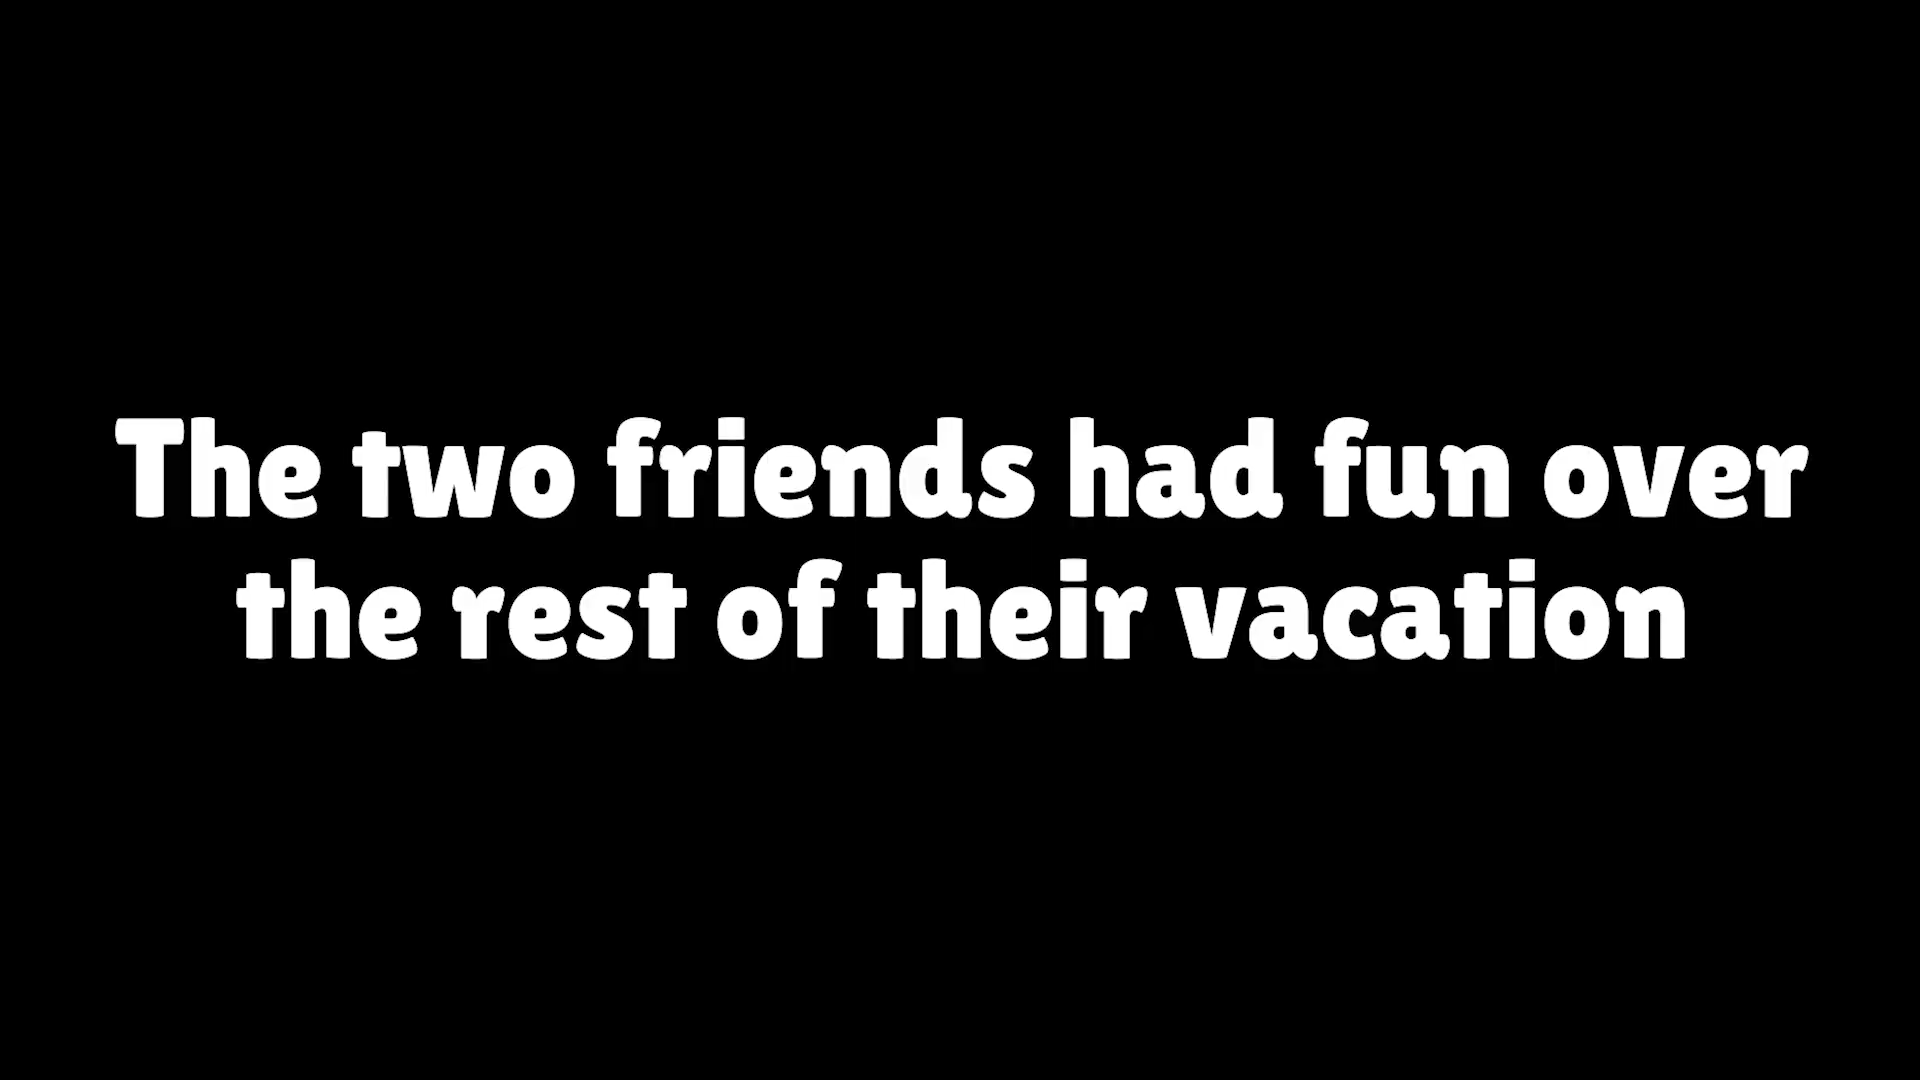 The two friends had fun over
the rest of their vacation